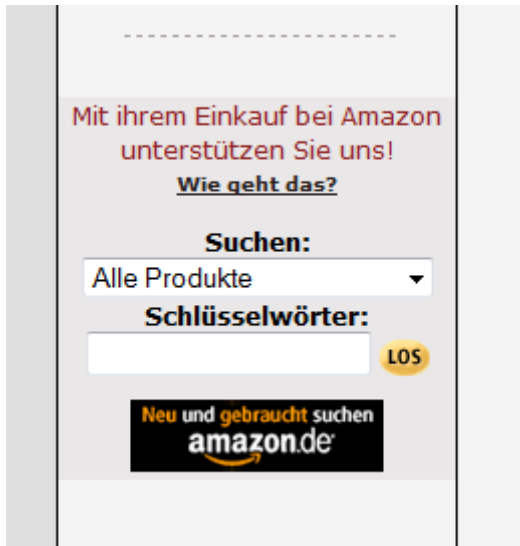 Mit ihrem Einkauf bei Amazon
unterstützen Sie uns!
Wie geht das?
Suchen:
Alle Produkte
Schlüsselwörter:
LOS
Neu und gebraucht suchen
amazon.de